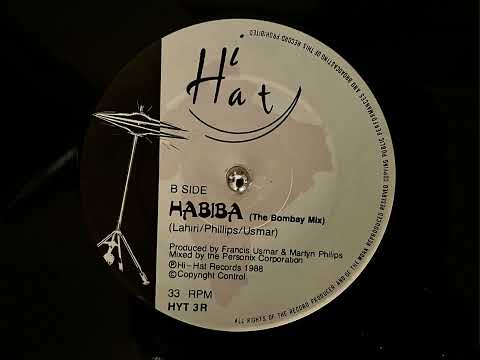 Hi
Hat
B SIDE
HABIBA (The Bombay Mix)
(Lahiri/Phillips/Usmar)
Produced by Francis Usmar & Martyn Philips
Mixed by the Personix Corporation
℗Hi-Hat Records 1988
©Copyright Control.
33 RPM
HYT 3R
ALL RIGHTS OF THE RECORD PRODUCER, AND OF THE WORK REPRODUCED RESERVED. COPYING PUBLIC PERFORMANCES AND BROADCASTING OF THIS RECORD PROHIBITED